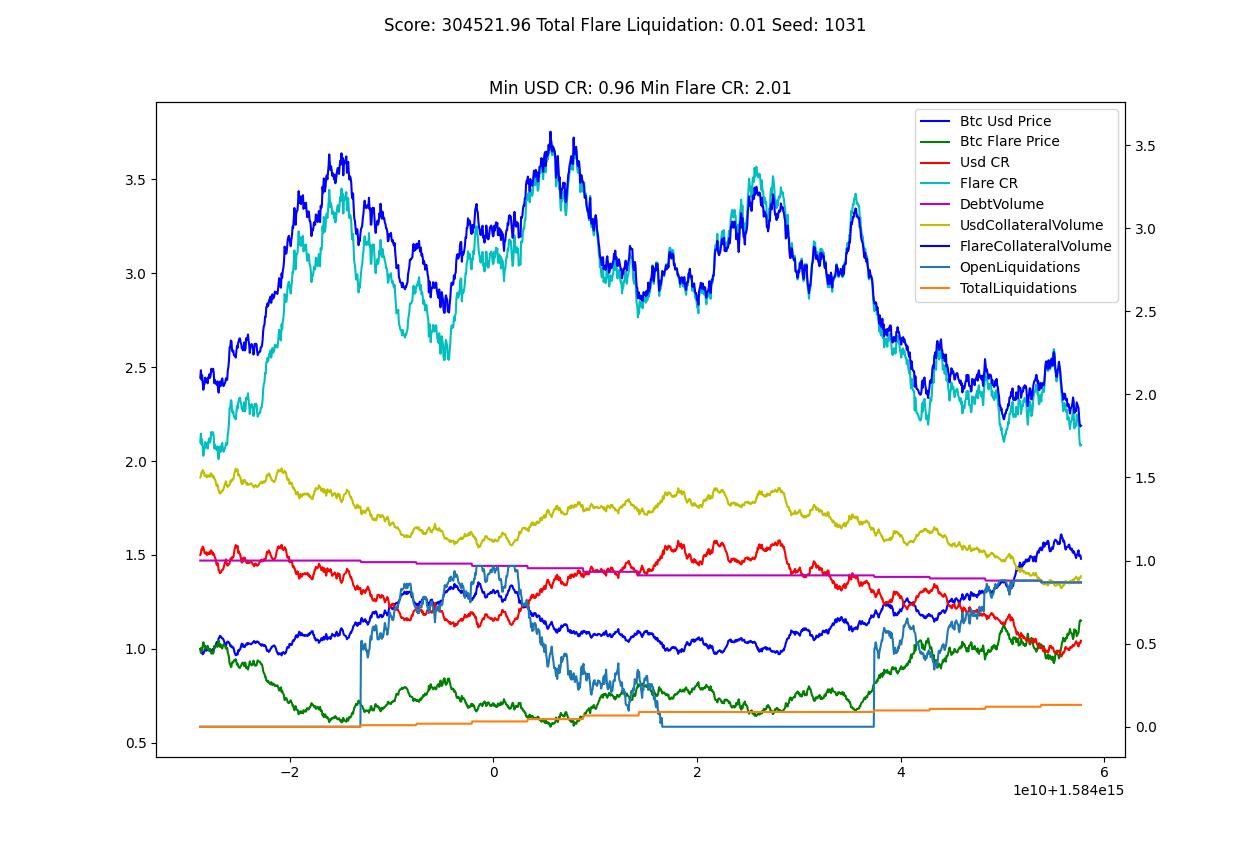 Score: 304521.96 Total Flare Liquidation: 0.01 Seed: 1031
Min USD CR: 0.96 Min Flare CR: 2.01
Btc Usd Price
Btc Flare Price
Usd CR
Flare CR
DebtVolume
UsdCollateralVolume
FlareCollateralVolume
OpenLiquidations
TotalLiquidations
3.5
3.0
2.5
2.0
1.5
1.0
0.5
3.5
3.0
2.5
2.0
1.5
1.0
0.5
0.0
−2 0 2 4 6
1e10+1.584e15